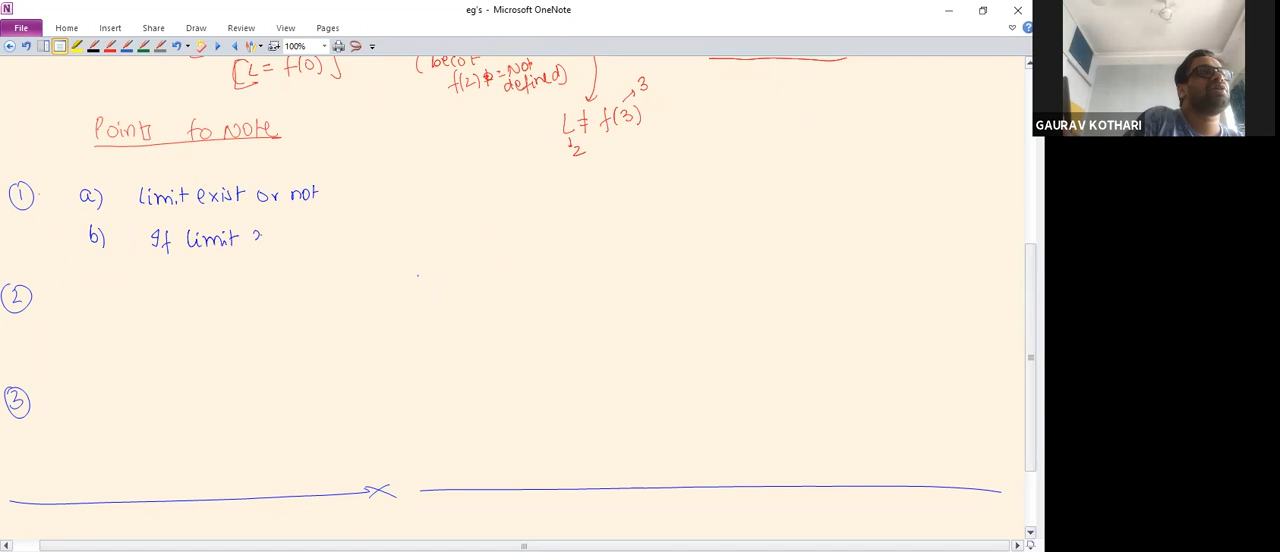 eg's - Microsoft OneNote
File Home Insert Share Draw Review View Pages
100%
L = f(0)
f(2) = Not
defined)
3
L ≠ f(3)
2
GAURAV KOTHARI
Points to Note
1 a) limit exist or not
b) If limit
2
3